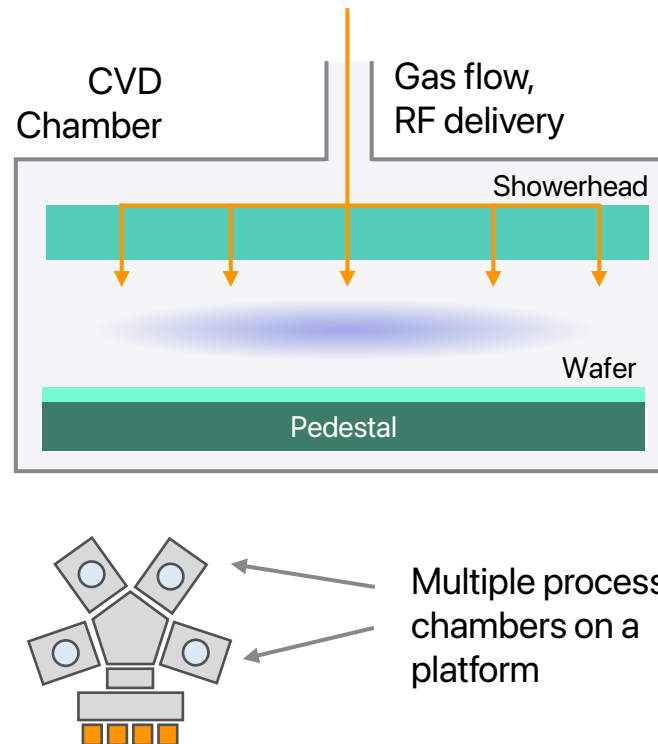 CVD
Chamber
Gas flow,
RF delivery
Showerhead
Wafer
Pedestal
Multiple process
chambers on a
platform